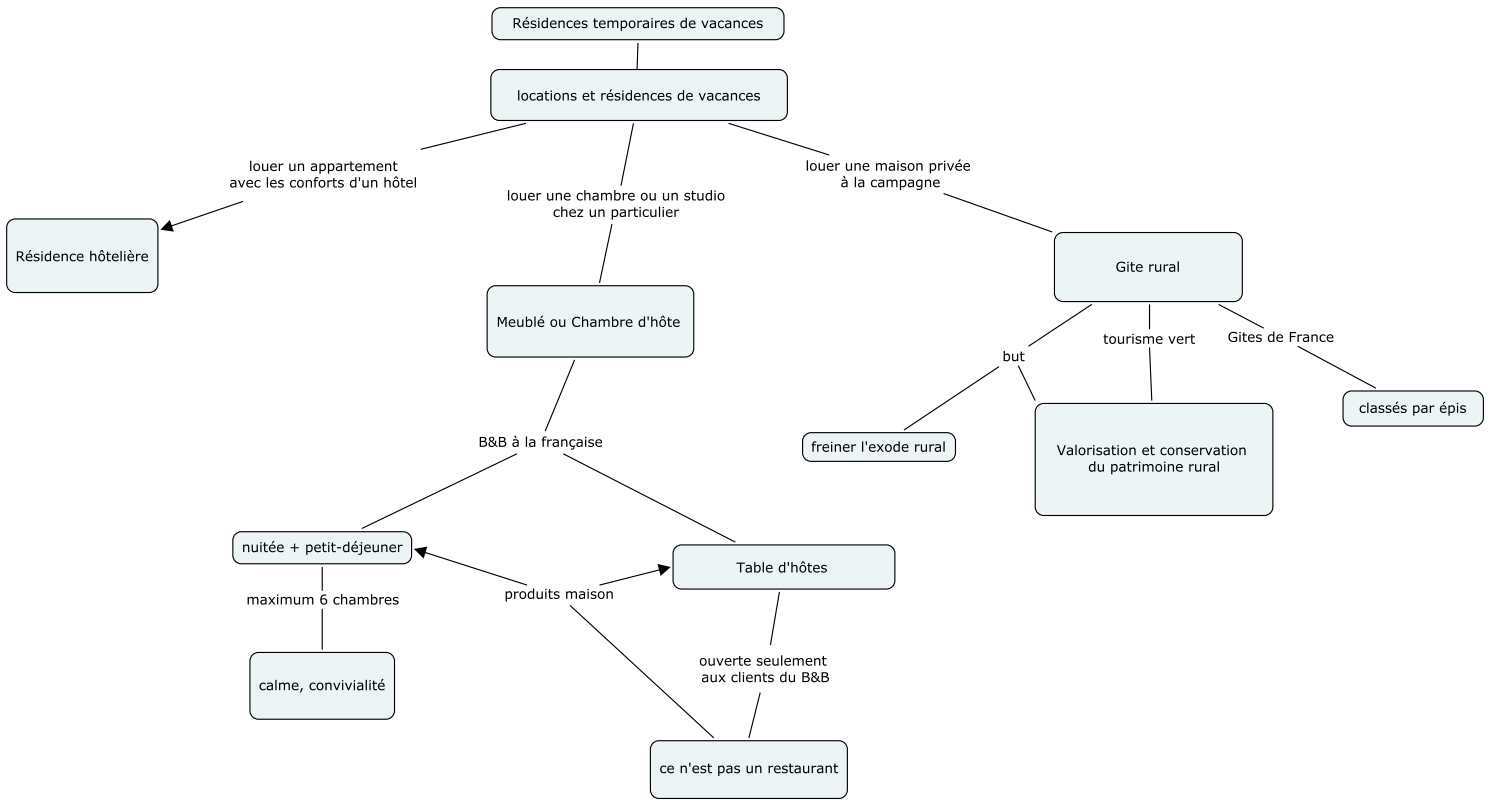 Résidences temporaires de vacances
locations et résidences de vacances
louer un appartement
avec les conforts d'un hôtel
louer une chambre ou un studio
chez un particulier
louer une maison privée
à la campagne
Résidence hôtelière
Meublé ou Chambre d'hôte
Gite rural
but
tourisme vert
Gites de France
freiner l'exode rural
Valorisation et conservation
du patrimoine rural
classés par épis
B&B à la française
nuitée + petit-déjeuner
Table d'hôtes
maximum 6 chambres
produits maison
calme, convivialité
ouverte seulement
aux clients du B&B
ce n'est pas un restaurant